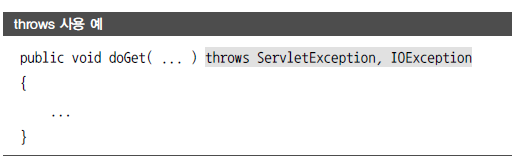 throws 사용 예
public void doGet( ... ) throws ServletException, IOException
{
...
}